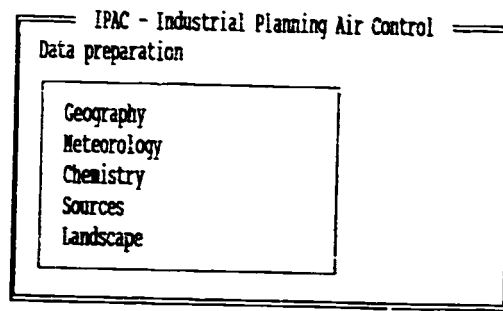 IPAC - Industrial Planning Air Control
Data preparation
Geography
Meteorology
Chemistry
Sources
Landscape